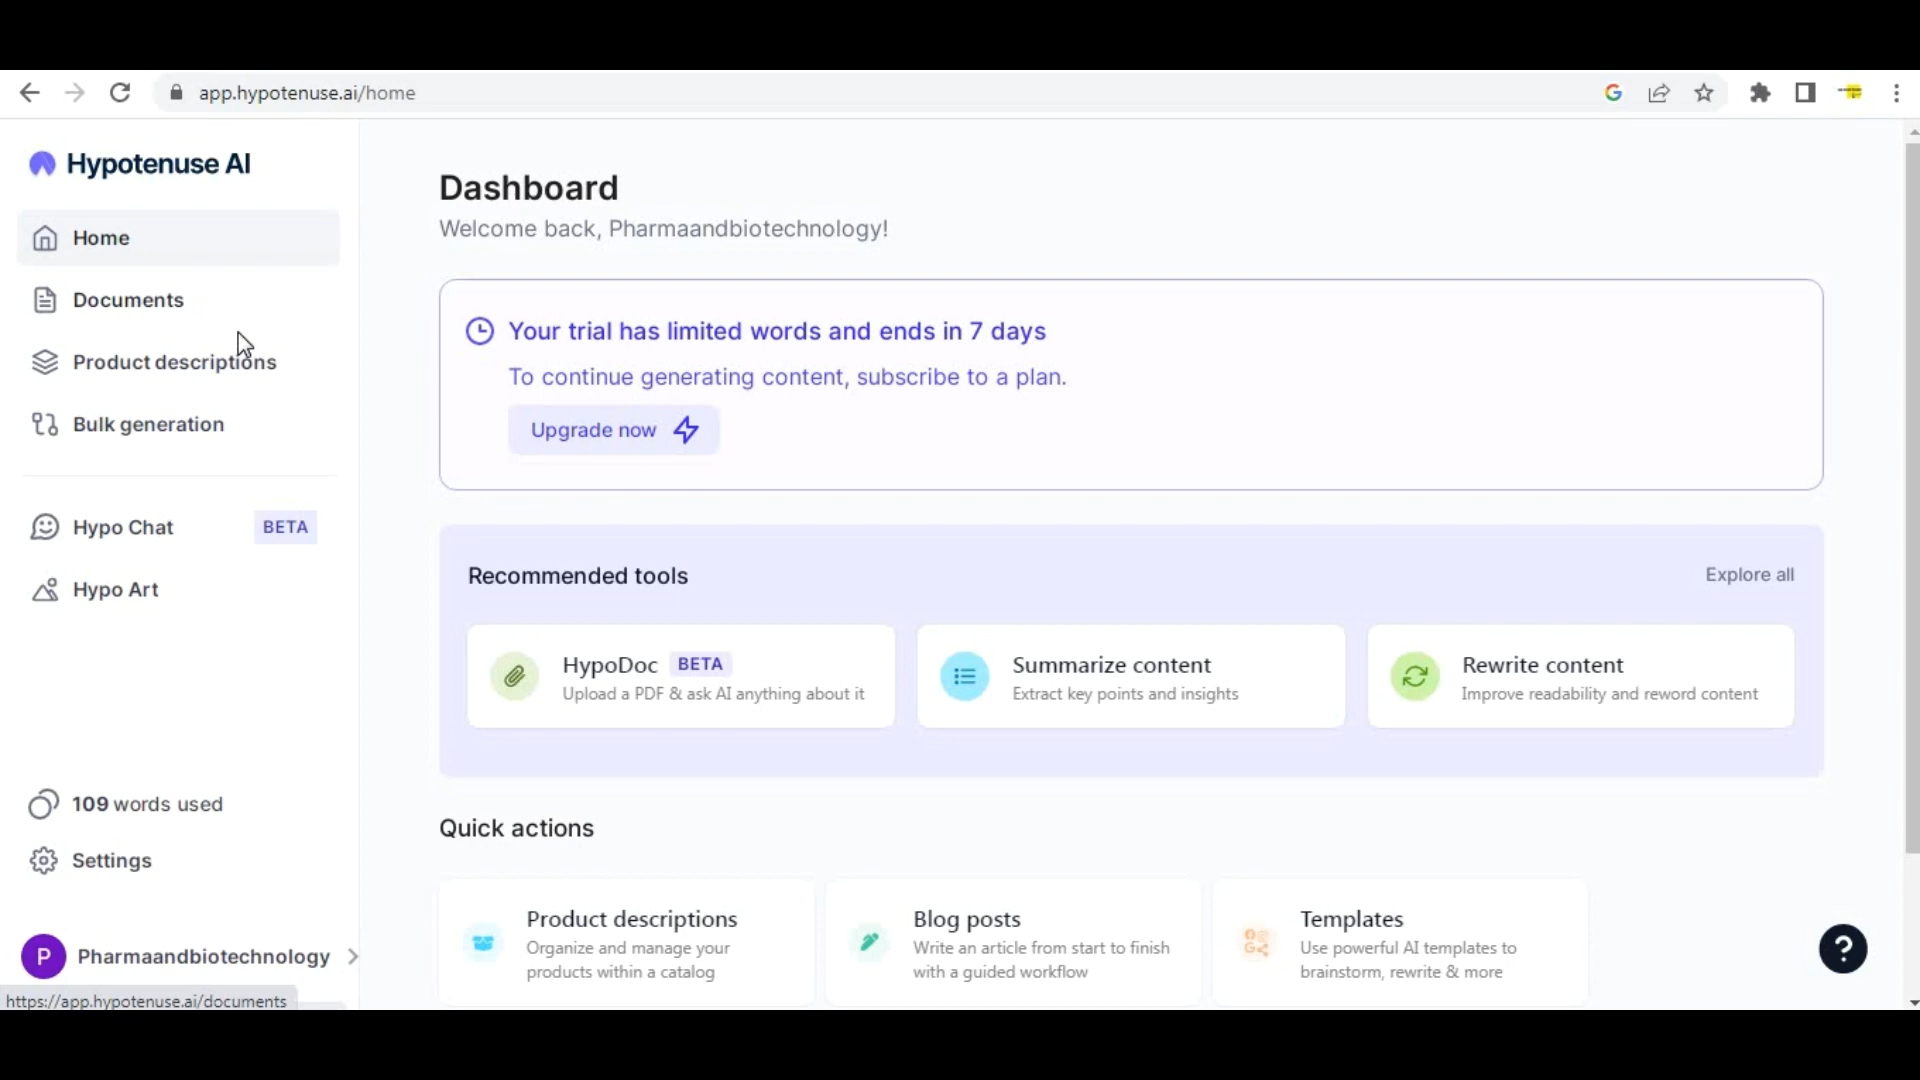 app.hypotenuse.ai/home
Hypotenuse AI
Home
Documents
Product descriptions
Bulk generation
Hypo Chat BETA
Hypo Art
109 words used
Settings
P Pharmaandbiotechnology
https://app.hypotenuse.ai/documents
Dashboard
Welcome back, Pharmaandbiotechnology!
Your trial has limited words and ends in 7 days
To continue generating content, subscribe to a plan.
Upgrade now
Recommended tools
Explore all
HypoDoc BETA
Upload a PDF & ask AI anything about it
Summarize content
Extract key points and insights
Rewrite content
Improve readability and reword content
Quick actions
Product descriptions
Organize and manage your
products within a catalog
Blog posts
Write an article from start to finish
with a guided workflow
Templates
Use powerful AI templates to
brainstorm, rewrite & more
?